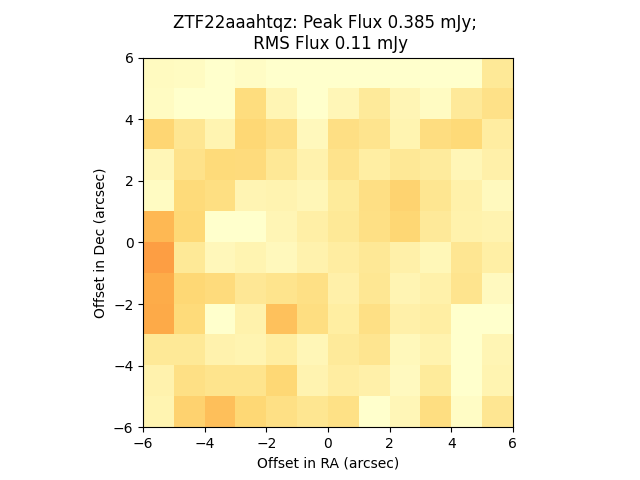 ZTF22aaahtqz: Peak Flux 0.385 mJy;
RMS Flux 0.11 mJy
6
4
2
0
−2
−4
−6
Offset in Dec (arcsec)
−6 −4 −2 0 2 4 6
Offset in RA (arcsec)